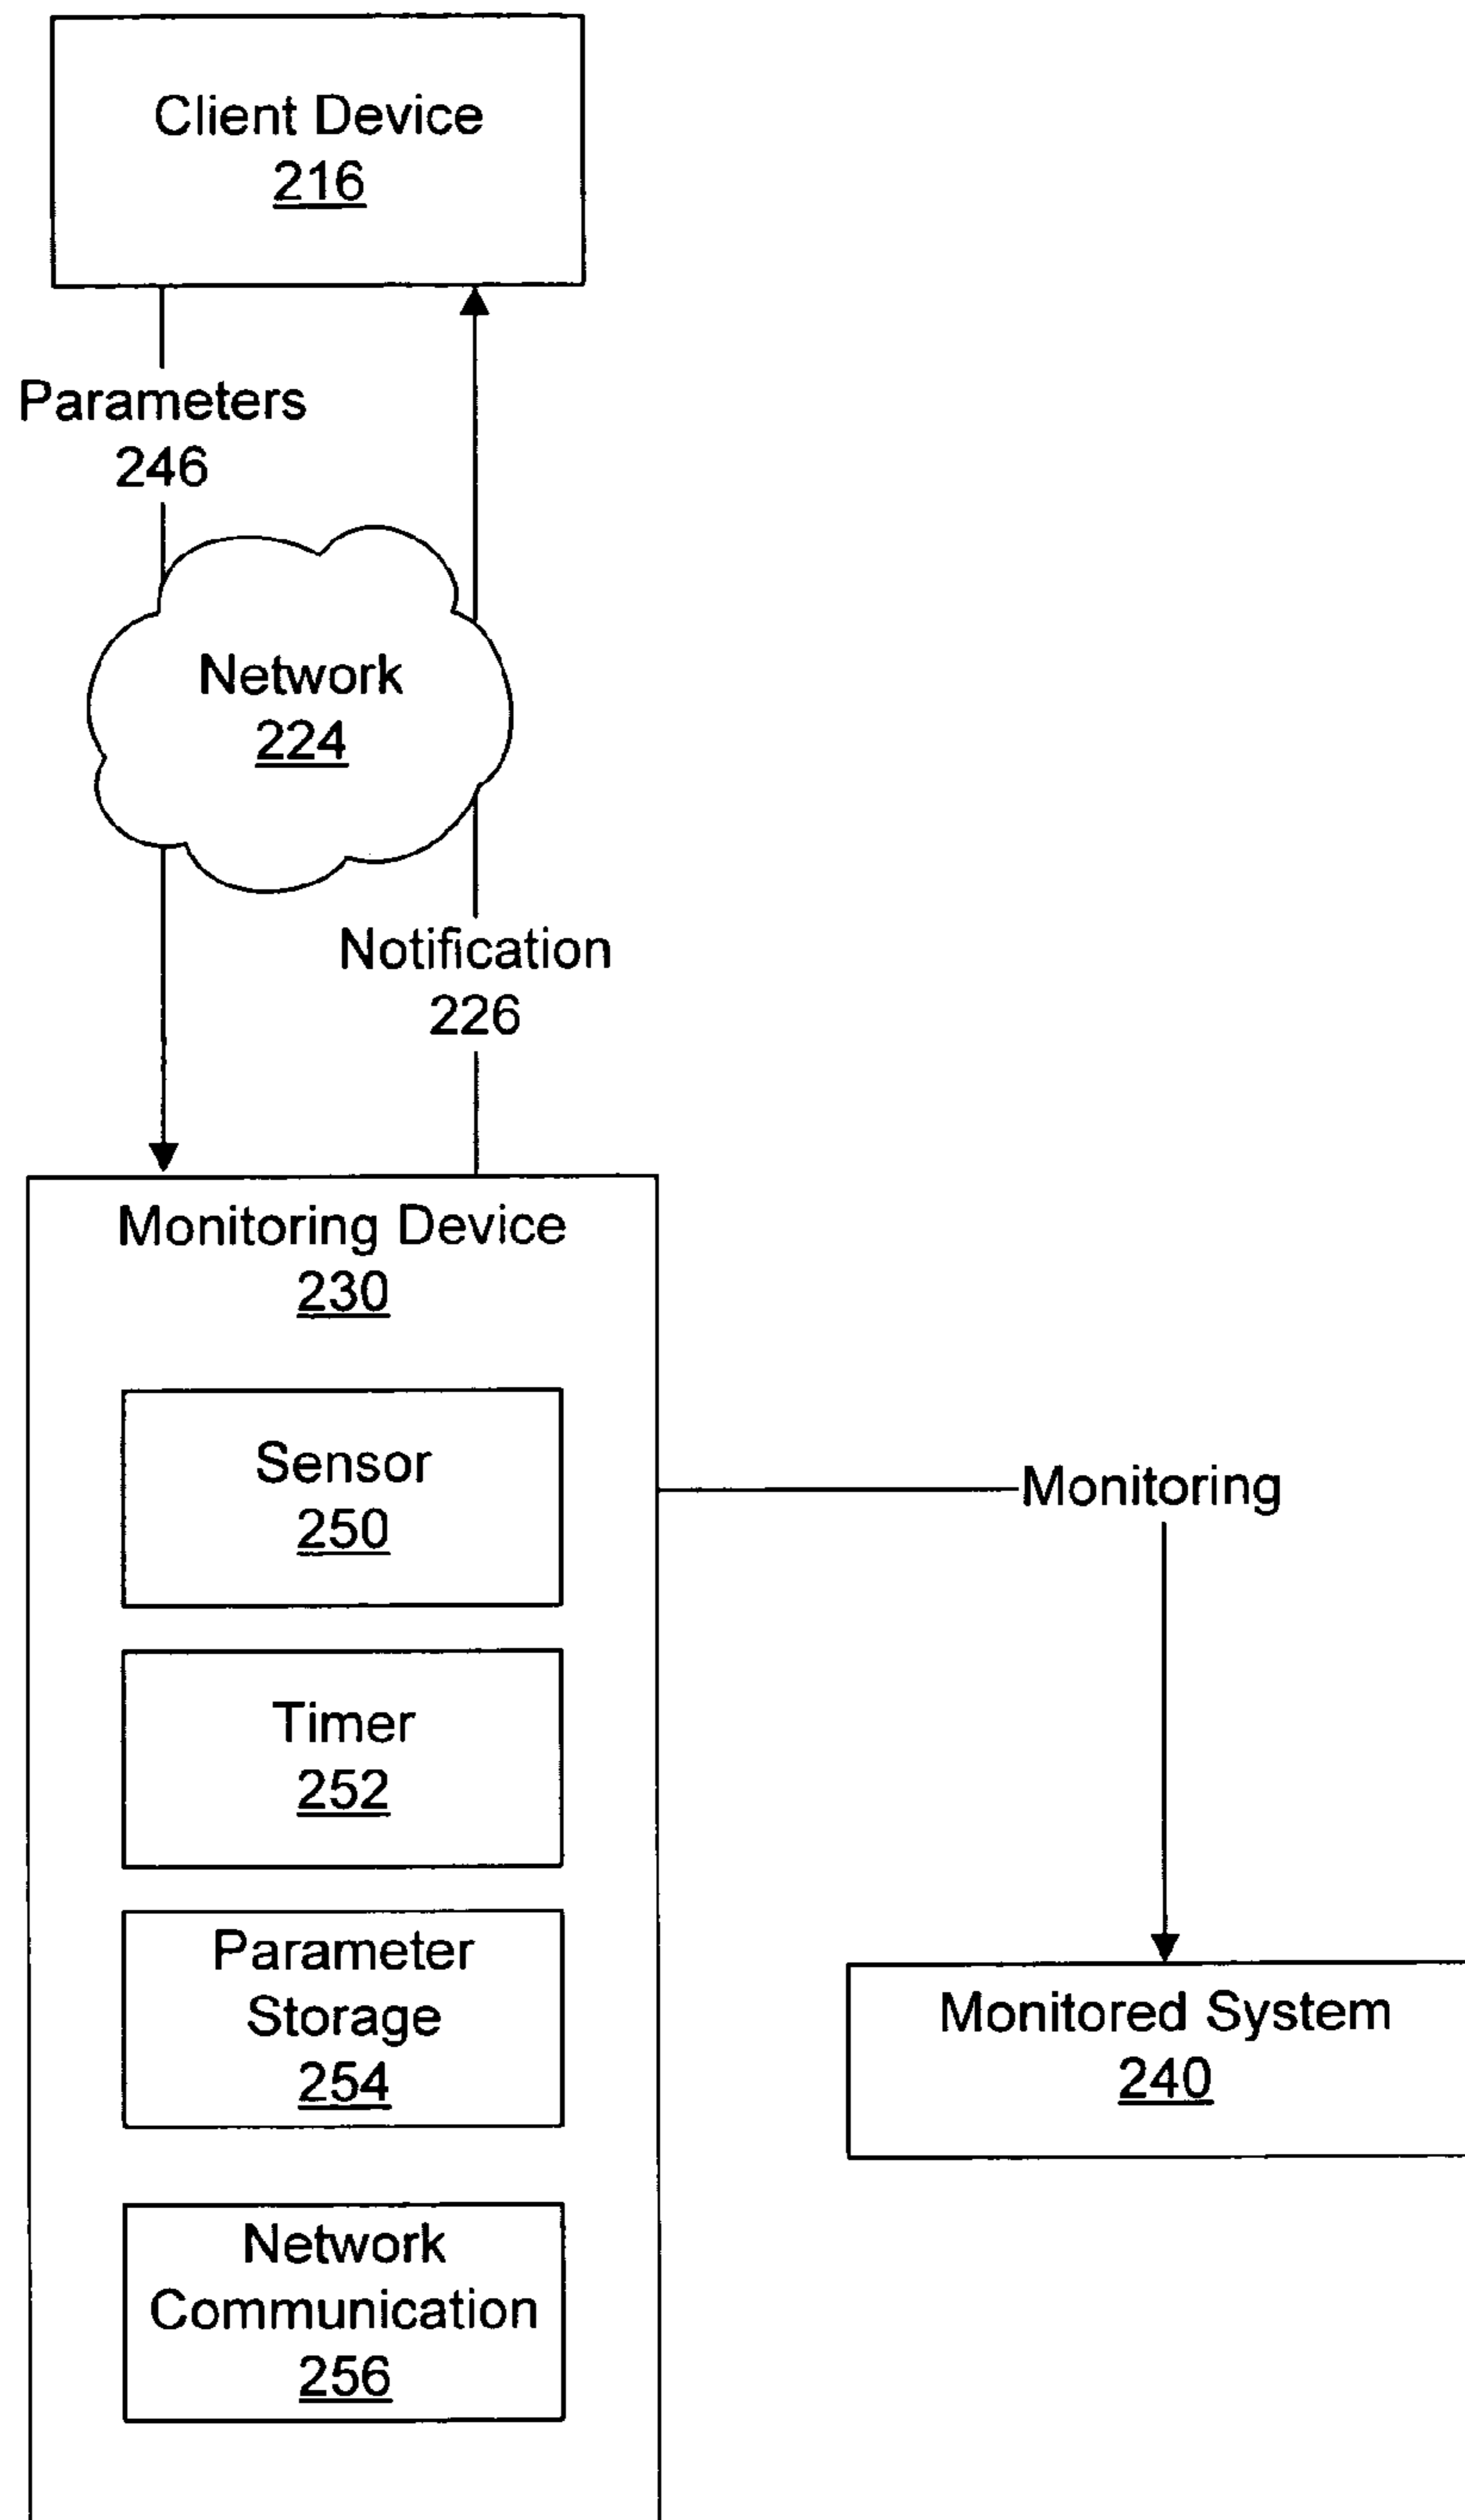 Client Device
216
Parameters
246
Network
224
Notification
226
Monitoring Device
230
Sensor
250
Monitoring
Timer
252
Parameter
Storage
254
Monitored System
240
Network
Communication
256